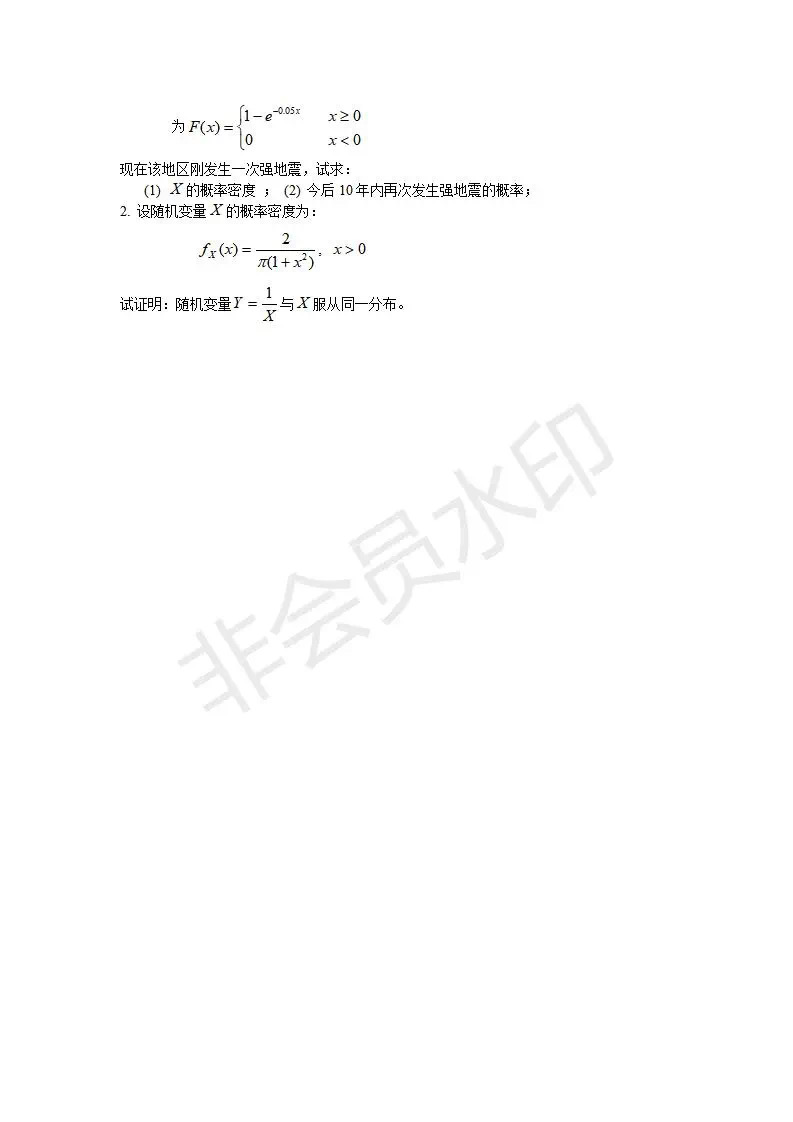 为 F(x) = { 1 − e^{−0.05x}  x ≥ 0
0  x < 0
现在该地区刚发生一次强地震，试求：
(1) X 的概率密度 ； (2) 今后 10 年内再次发生强地震的概率；
2. 设随机变量 X 的概率密度为：
f_X(x) = 2/(π(1 + x²)), x > 0
试证明：随机变量 Y = 1/X 与 X 服从同一分布。
非会员水印